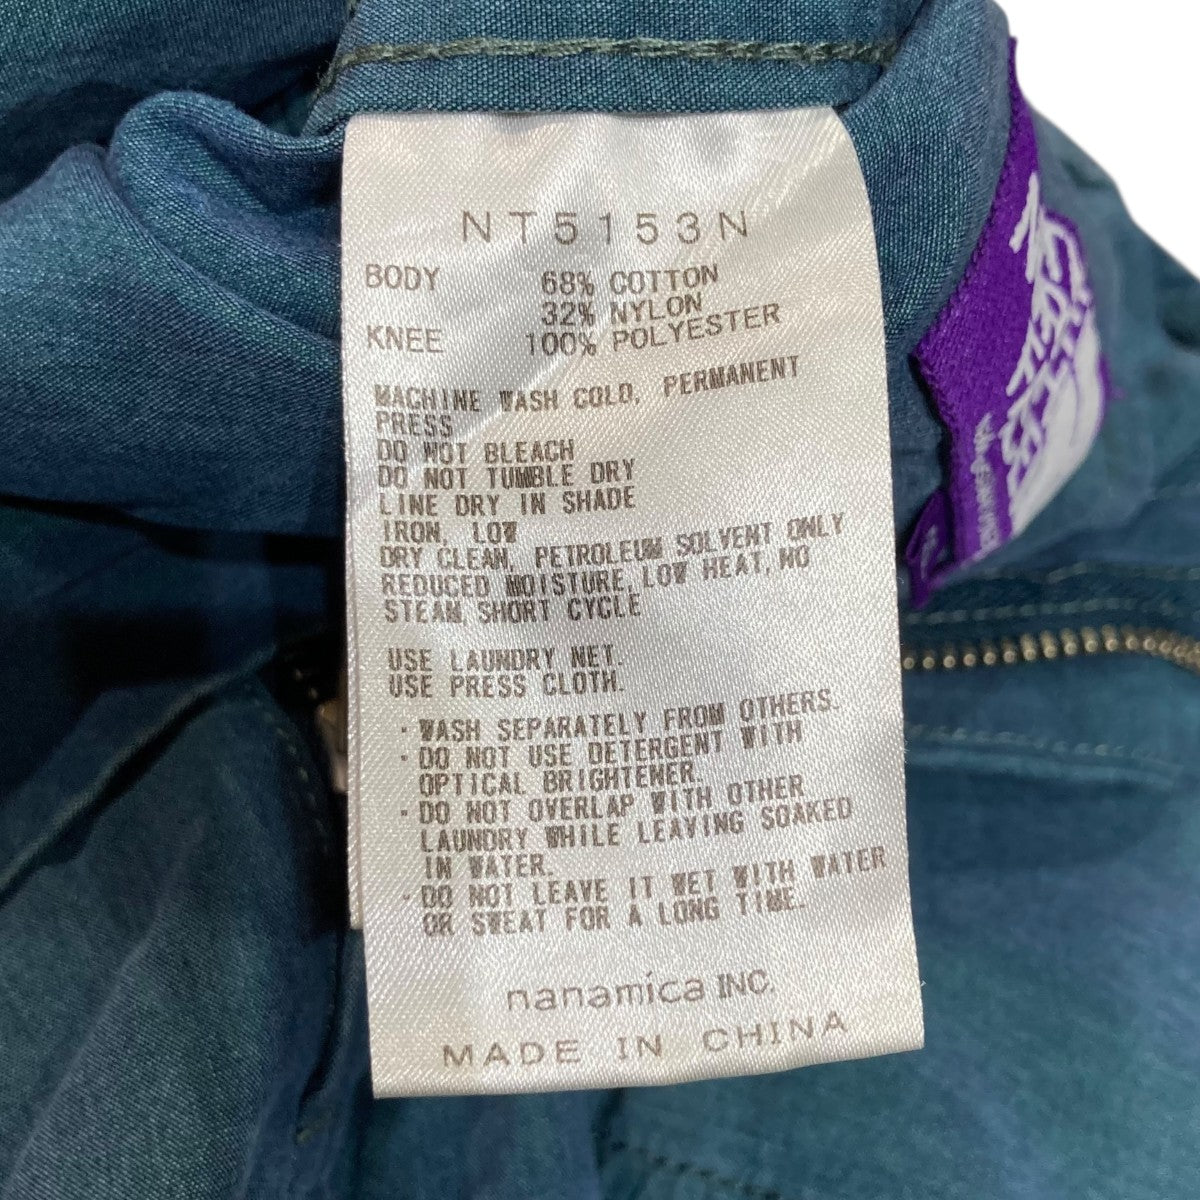 NT5153N
BODY 68% COTTON
32% NYLON
KNEE 100% POLYESTER
MACHINE WASH COLD, PERMANENT
PRESS
DO NOT BLEACH
DO NOT TUMBLE DRY
LINE DRY IN SHADE
IRON, LOW
DRY CLEAN, PETROLEUM SOLVENT ONLY
REDUCED MOISTURE, LOW HEAT, NO
STEAM, SHORT CYCLE
USE LAUNDRY NET.
USE PRESS CLOTH.
· WASH SEPARATELY FROM OTHERS.
· DO NOT USE DETERGENT WITH
OPTICAL BRIGHTENER.
· DO NOT OVERLAP WITH OTHER
LAUNDRY WHILE LEAVING SOAKED
IN WATER.
· DO NOT LEAVE IT WET WITH WATER
OR SWEAT FOR A LONG TIME.
nanamíca INC.
MADE IN CHINA